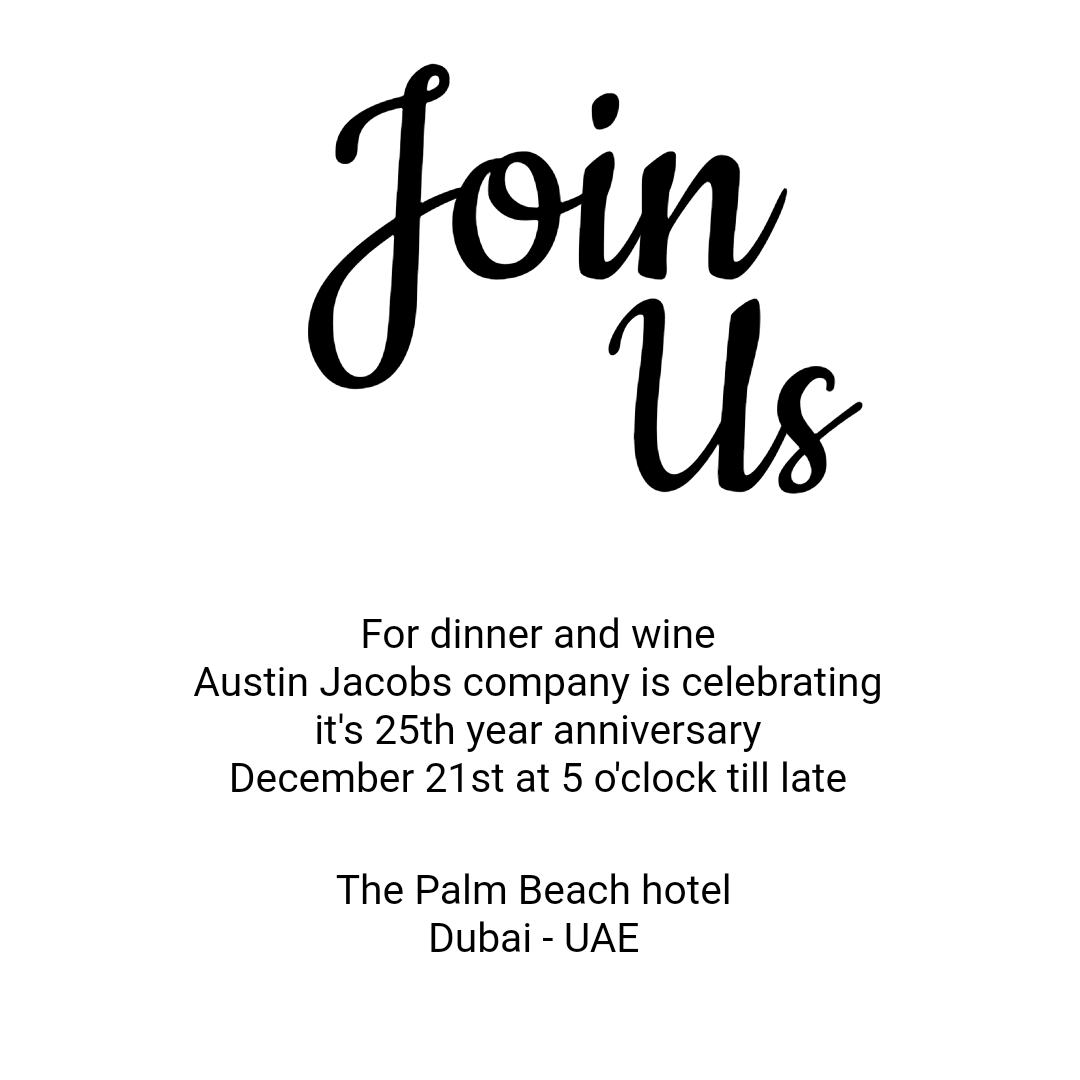 Join
Us
For dinner and wine
Austin Jacobs company is celebrating
it's 25th year anniversary
December 21st at 5 o'clock till late
The Palm Beach hotel
Dubai - UAE